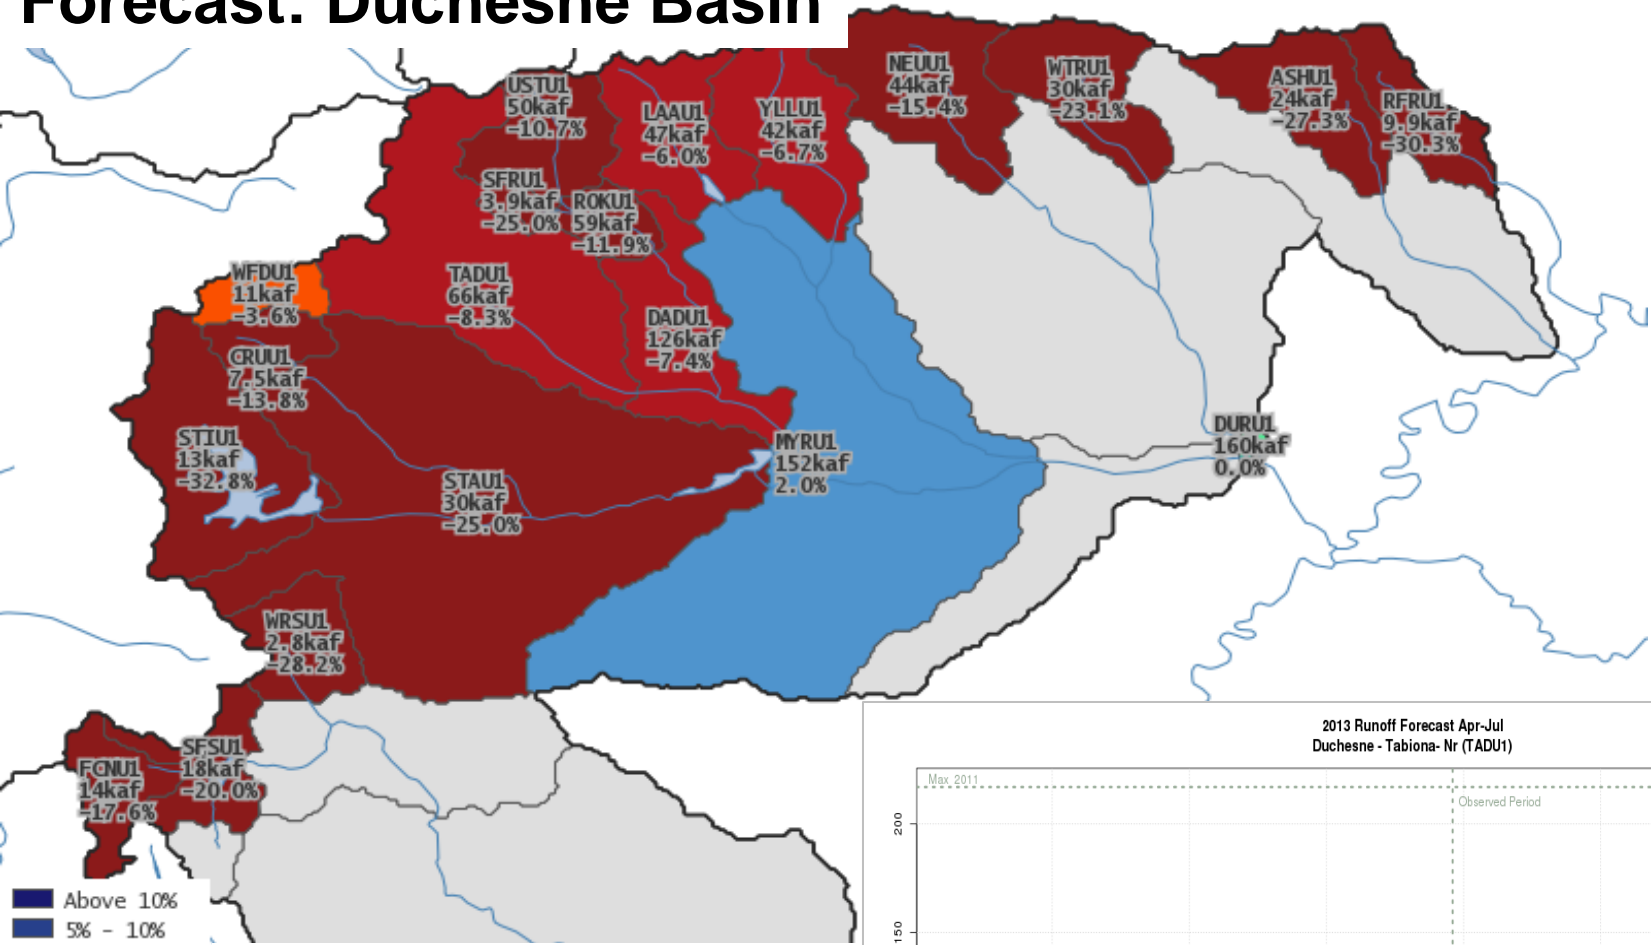 Forecast: Duchesne Basin
USTU1
50kaf
-10.7%
LAAU1
47kaf
-6.0%
YLLU1
42kaf
-6.7%
NEUU1
44kaf
-15.4%
WTRU1
30kaf
-23.1%
ASHU1
24kaf
-27.3%
RFRU1
9.9kaf
-30.3%
SFRU1
3.9kaf
-25.0%
ROKU1
59kaf
-11.9%
WFDU1
11kaf
-3.6%
TADU1
66kaf
-8.3%
DADU1
126kaf
-7.4%
CRUU1
7.5kaf
-13.8%
STIU1
13kaf
-32.8%
STAU1
30kaf
-25.0%
MYRU1
152kaf
2.0%
DURU1
160kaf
0.0%
WRSU1
2.8kaf
-28.2%
SFSU1
18kaf
-20.0%
FCNU1
14kaf
-17.6%
Above 10%
5% - 10%
2013 Runoff Forecast Apr-Jul
Duchesne - Tabiona- Nr (TADU1)
Max 2011
Observed Period
200
150